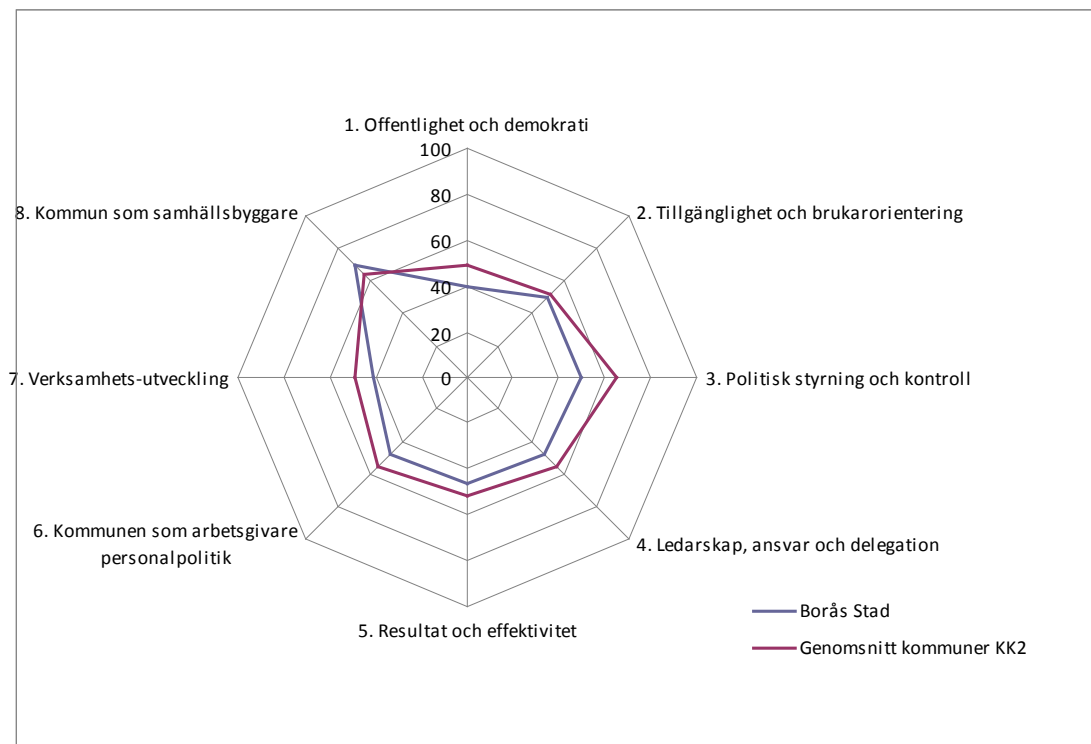 1. Offentlighet och demokrati
100
80
60
40
20
0
2. Tillgänglighet och brukarorientering
3. Politisk styrning och kontroll
4. Ledarskap, ansvar och delegation
5. Resultat och effektivitet
6. Kommunen som arbetsgivare
personalpolitik
7. Verksamhets-utveckling
8. Kommun som samhällsbyggare
Borås Stad
Genomsnitt kommuner KK2